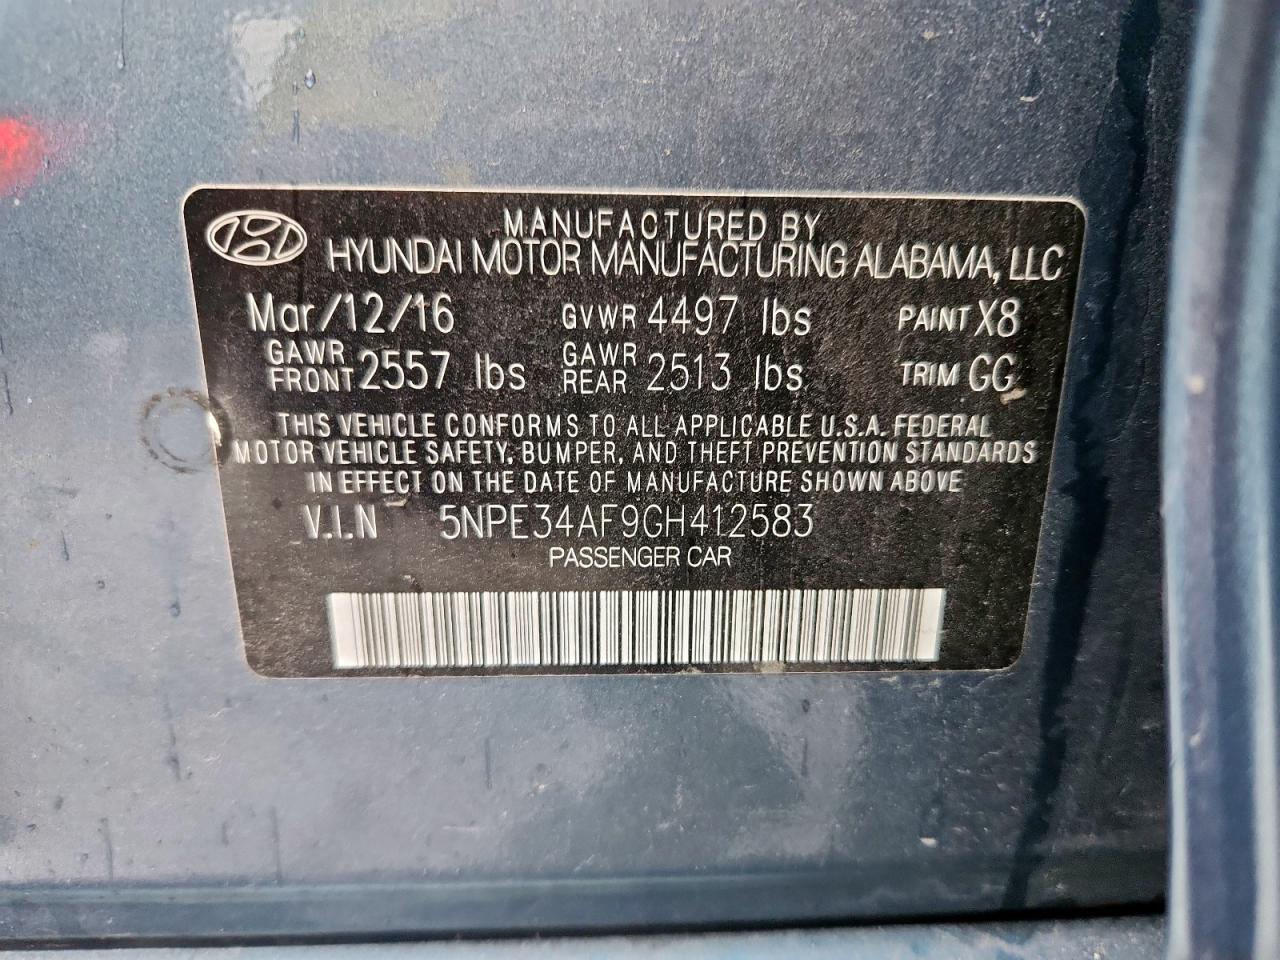 MANUFACTURED BY
HYUNDAI MOTOR MANUFACTURING ALABAMA, LLC
Mar/12/16 GVWR 4497 lbs PAINT X8
GAWR FRONT 2557 lbs GAWR REAR 2513 lbs TRIM GG
THIS VEHICLE CONFORMS TO ALL APPLICABLE U.S.A. FEDERAL
MOTOR VEHICLE SAFETY, BUMPER, AND THEFT PREVENTION STANDARDS
IN EFFECT ON THE DATE OF MANUFACTURE SHOWN ABOVE
V.I.N 5NPE34AF9GH412583
PASSENGER CAR